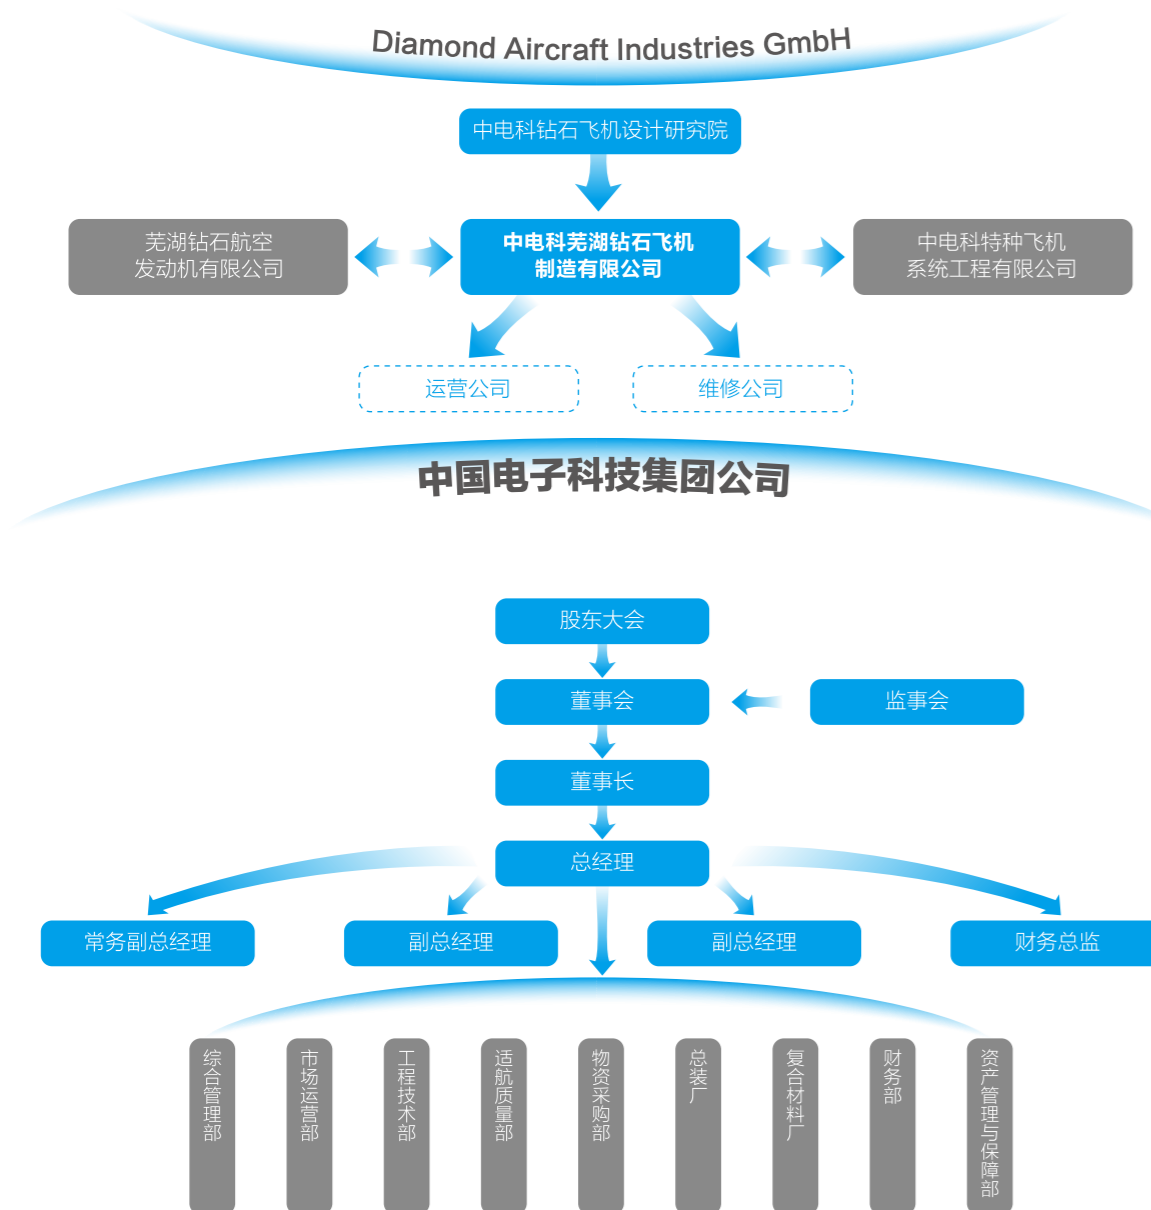 Diamond Aircraft Industries GmbH
中电科钻石飞机设计研究院
芜湖钻石航空
发动机有限公司
中电科芜湖钻石飞机
制造有限公司
中电科特种飞机
系统工程有限公司
运营公司
维修公司
中国电子科技集团公司
股东大会
董事会
监事会
董事长
总经理
常务副总经理
副总经理
副总经理
财务总监
综合管理部
市场运营部
工程技术部
适航质量部
物资采购部
总装厂
复合材料厂
财务部
资产管理与保障部